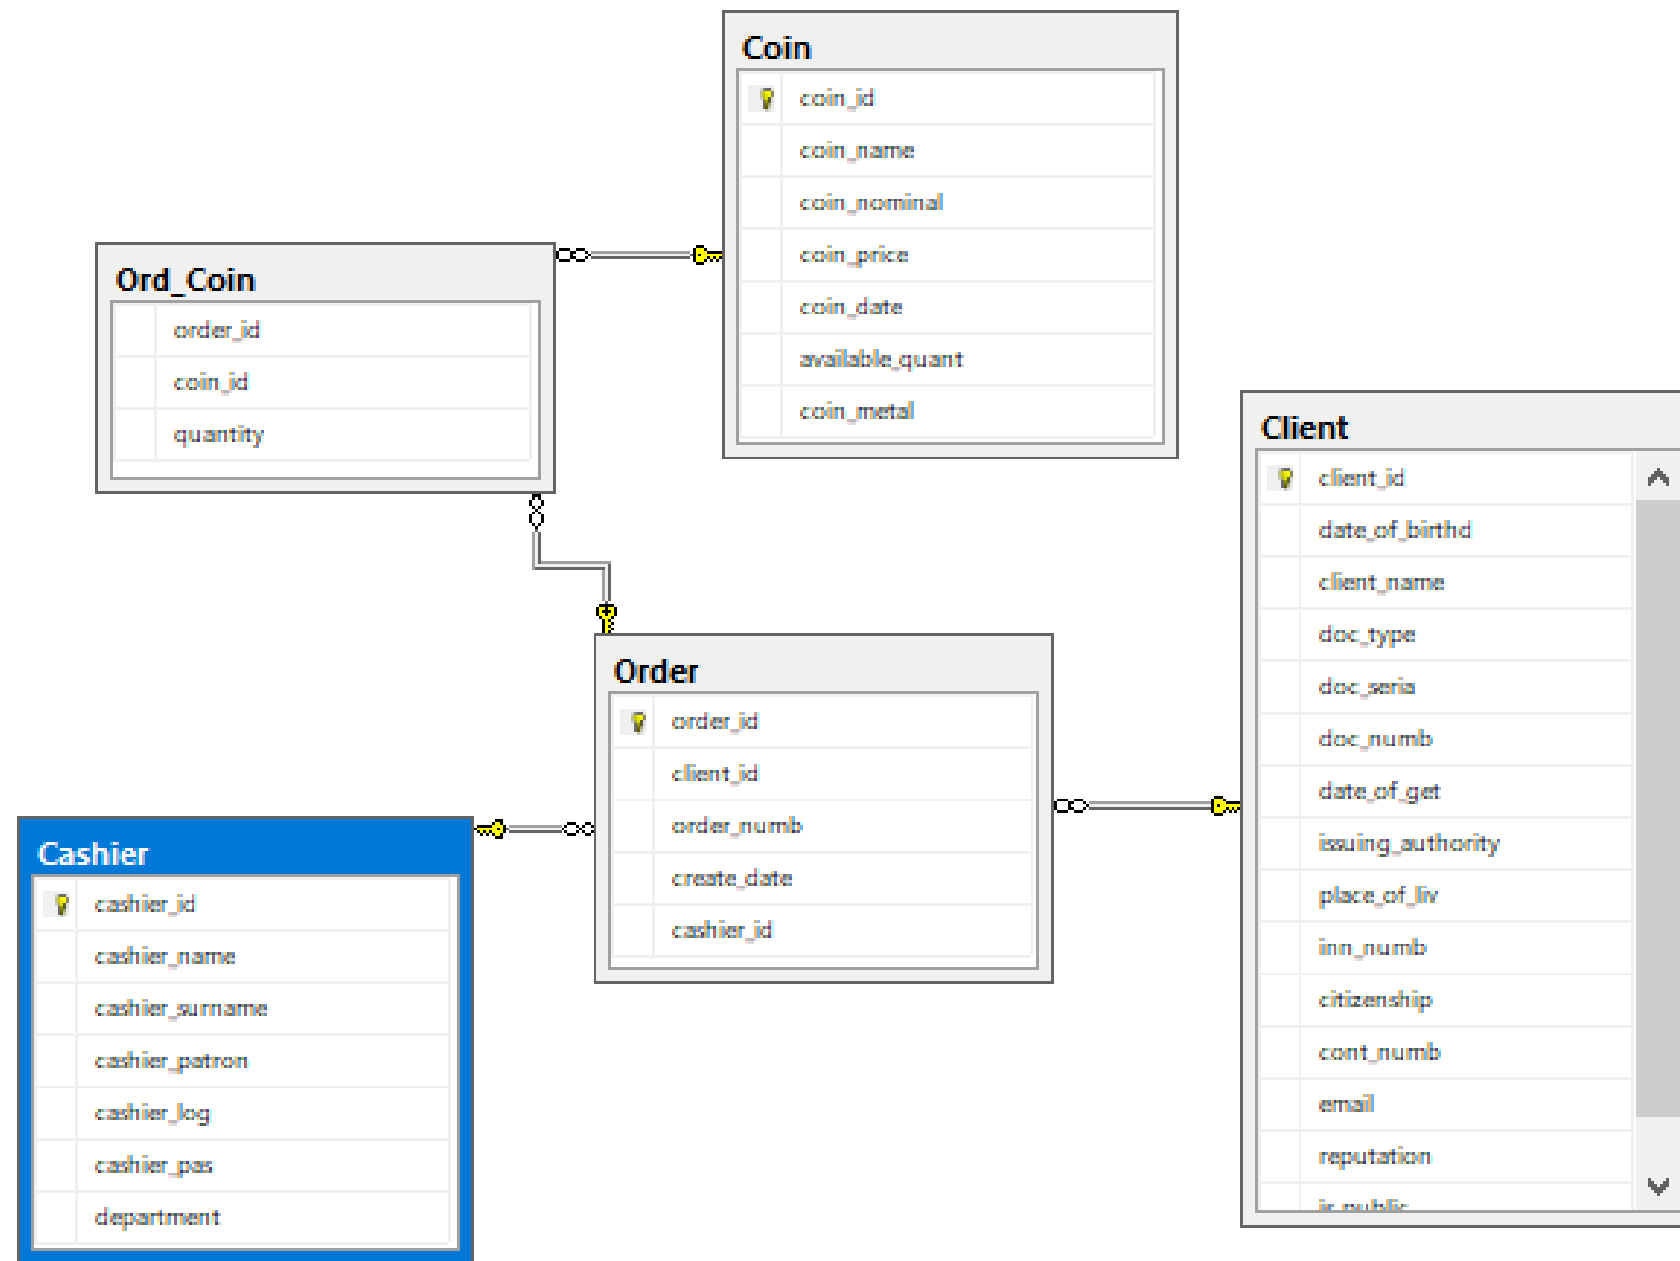 Coin
coin_id
coin_name
coin_nominal
coin_price
coin_date
available_quant
coin_metal
Ord_Coin
order_id
coin_id
quantity
Client
client_id
date_of_birthd
client_name
doc_type
doc_seria
doc_numb
date_of_get
issuing_authority
place_of_liv
inn_numb
citizenship
cont_numb
email
reputation
is_public
Order
order_id
client_id
order_numb
create_date
cashier_id
Cashier
cashier_id
cashier_name
cashier_surname
cashier_patron
cashier_log
cashier_pas
department